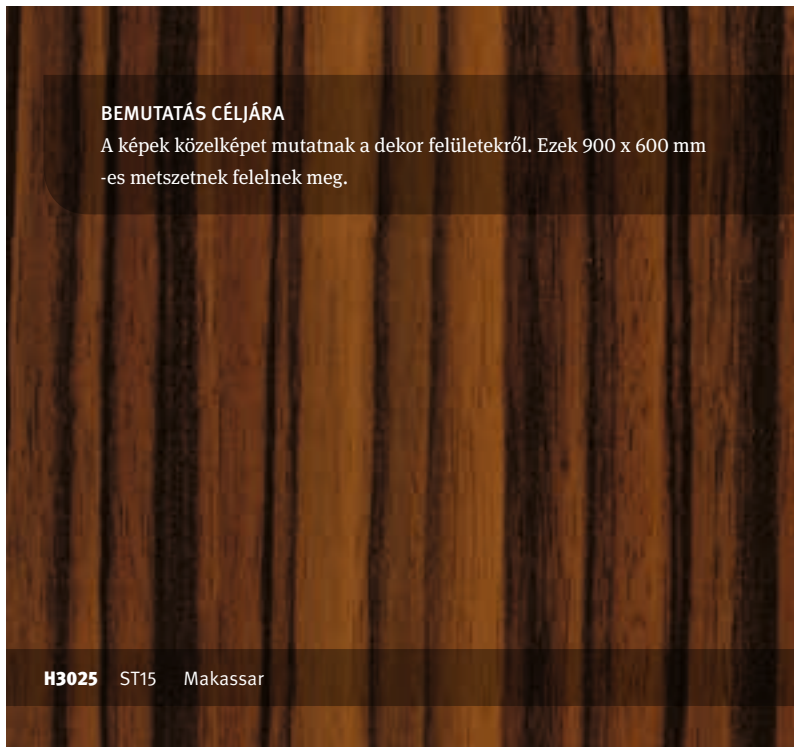 BEMUTATÁS CÉLJÁRA
A képek közelképet mutatnak a dekor felületekről. Ezek 900 x 600 mm
-es metszetnek felelnek meg.
H3025 ST15 Makassar